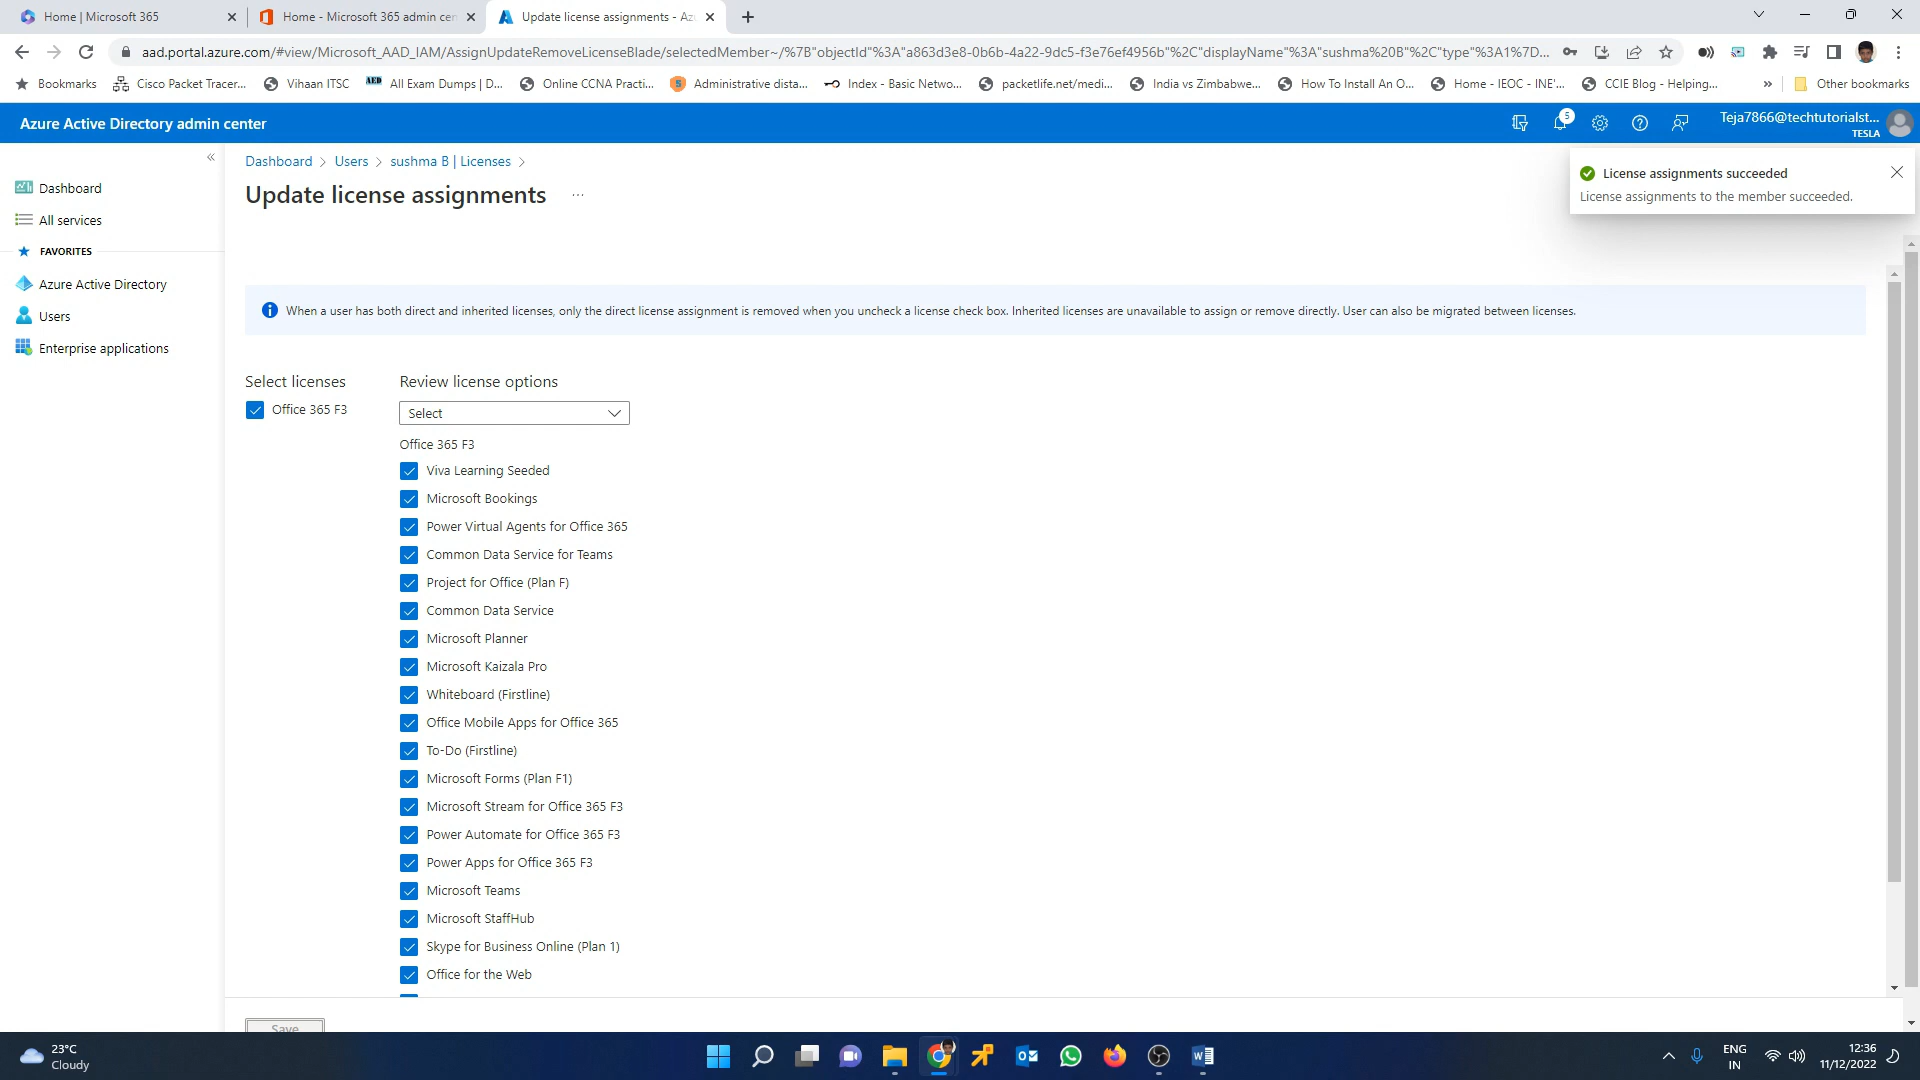 Home | Microsoft 365
Home - Microsoft 365 admin cen
Update license assignments - Az
aad.portal.azure.com/#view/Microsoft_AAD_IAM/AssignUpdateRemoveLicenseBlade/selectedMember~/%7B"objectId"%3A"a863d3e8-0b6b-4a22-9dc5-f3e76ef4956b"%2C"displayName"%3A"sushma%20B"%2C"type"%3A1%7D...
Bookmarks
Cisco Packet Tracer...
Vihaan ITSC
AED
All Exam Dumps | D...
Online CCNA Practi...
Administrative dista...
Index - Basic Netwo...
packetlife.net/medi...
India vs Zimbabwe...
How To Install An O...
Home - IEOC - INE'...
CCIE Blog - Helping...
»
Other bookmarks
Azure Active Directory admin center
5
Teja7866@techtutorialst...
TESLA
«
Dashboard > Users > sushma B | Licenses >
Update license assignments ...
License assignments succeeded
License assignments to the member succeeded.
Dashboard
All services
FAVORITES
Azure Active Directory
Users
Enterprise applications
When a user has both direct and inherited licenses, only the direct license assignment is removed when you uncheck a license check box. Inherited licenses are unavailable to assign or remove directly. User can also be migrated between licenses.
Select licenses
Office 365 F3
Review license options
Select
Office 365 F3
Viva Learning Seeded
Microsoft Bookings
Power Virtual Agents for Office 365
Common Data Service for Teams
Project for Office (Plan F)
Common Data Service
Microsoft Planner
Microsoft Kaizala Pro
Whiteboard (Firstline)
Office Mobile Apps for Office 365
To-Do (Firstline)
Microsoft Forms (Plan F1)
Microsoft Stream for Office 365 F3
Power Automate for Office 365 F3
Power Apps for Office 365 F3
Microsoft Teams
Microsoft StaffHub
Skype for Business Online (Plan 1)
Office for the Web
Save
23°C
Cloudy
ENG
IN
12:36
11/12/2022